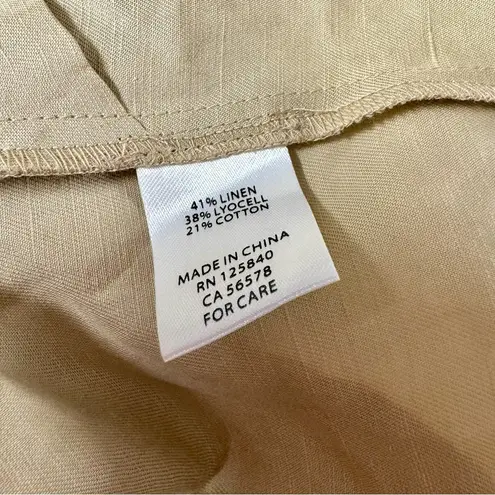 41% LINEN
38% LYOCELL
21% COTTON
MADE IN CHINA
RN 125840
CA 56578
FOR CARE